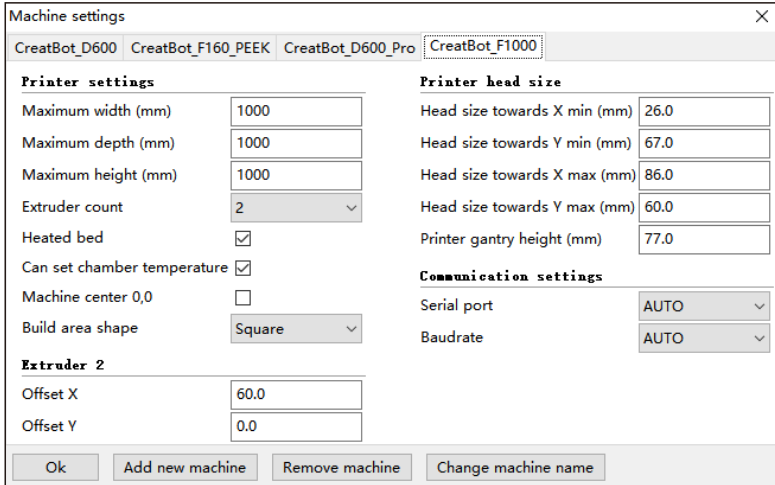 Machine settings
CreatBot_D600 CreatBot_F160_PEEK CreatBot_D600_Pro CreatBot_F1000
Printer settings
Maximum width (mm) 1000
Maximum depth (mm) 1000
Maximum height (mm) 1000
Extruder count 2
Heated bed
Can set chamber temperature
Machine center 0,0
Build area shape Square
Extruder 2
Offset X 60.0
Offset Y 0.0
Printer head size
Head size towards X min (mm) 26.0
Head size towards Y min (mm) 67.0
Head size towards X max (mm) 86.0
Head size towards Y max (mm) 60.0
Printer gantry height (mm) 77.0
Communication settings
Serial port AUTO
Baudrate AUTO
Ok Add new machine Remove machine Change machine name